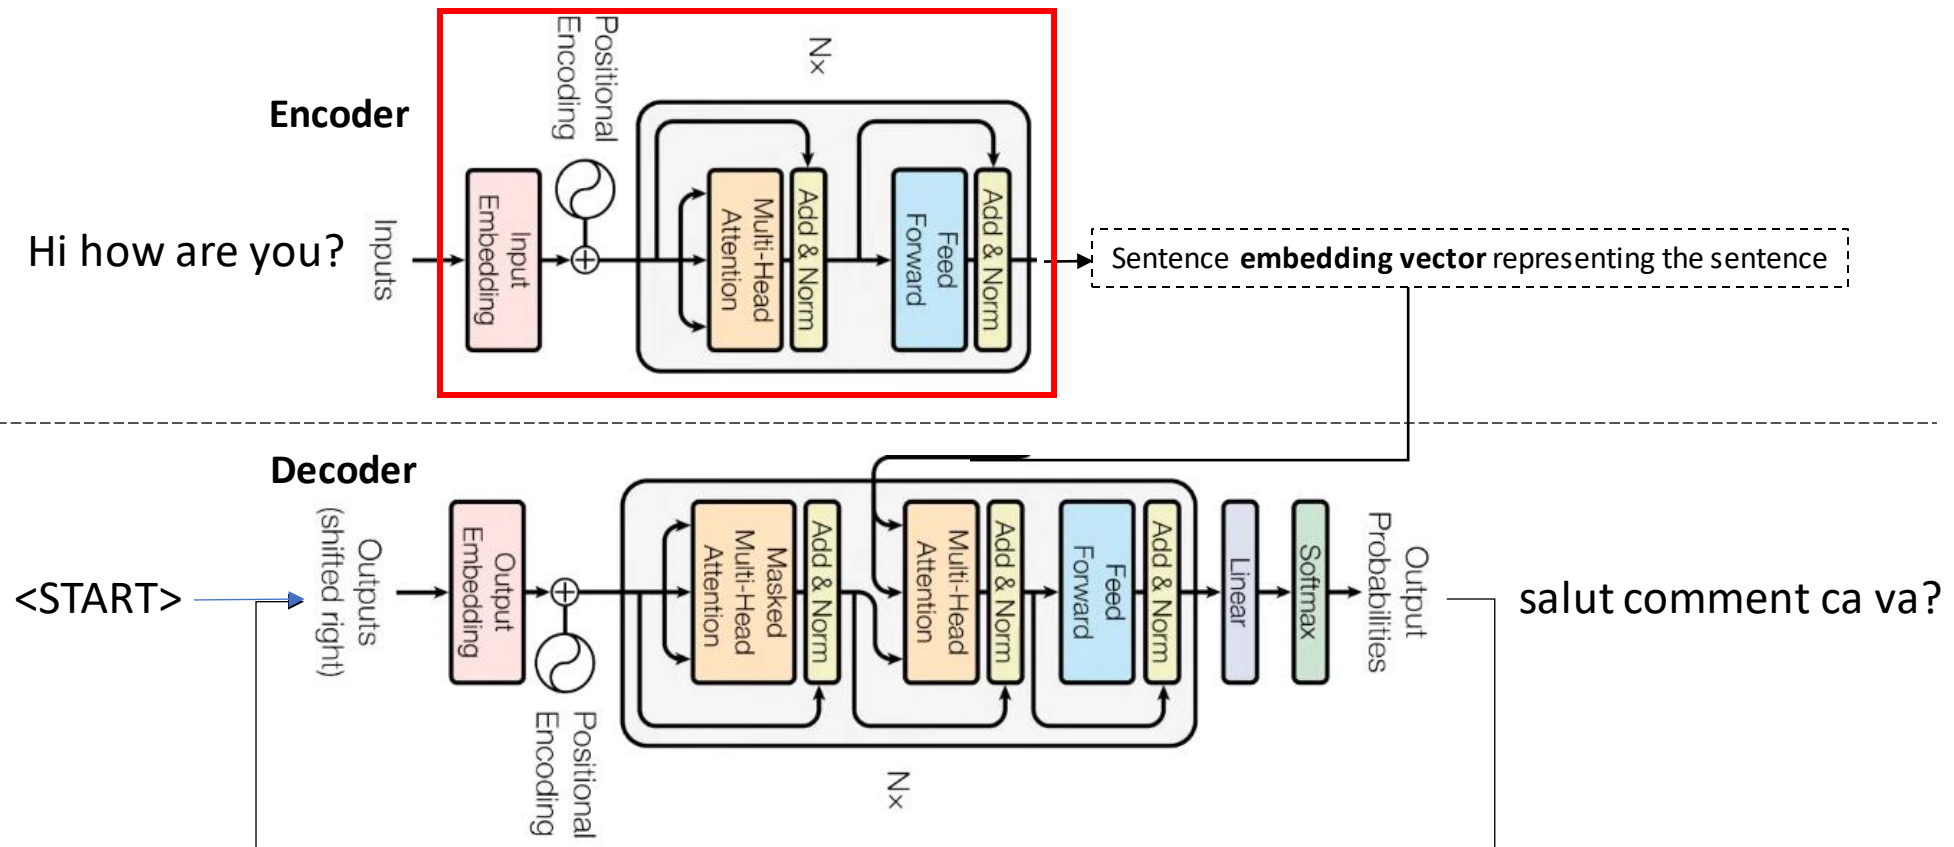 Encoder
Positional
Encoding
Nx
Hi how are you?
Inputs
Input
Embedding
Multi-Head
Attention
Add & Norm
Feed
Forward
Add & Norm
Sentence embedding vector representing the sentence
Decoder
<START>
Outputs
(shifted right)
Output
Embedding
Positional
Encoding
Masked
Multi-Head
Attention
Add & Norm
Multi-Head
Attention
Add & Norm
Feed
Forward
Add & Norm
Nx
Linear
Softmax
Output
Probabilities
salut comment ca va?